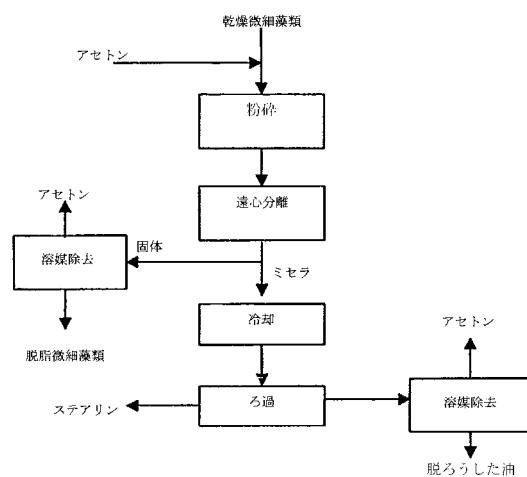 乾燥微細藻類
アセトン
粉砕
遠心分離
アセトン
固体
溶媒除去
ミセラ
冷却
脱脂微細藻類
アセトン
ステアリン
ろ過
溶媒除去
脱ろうした油